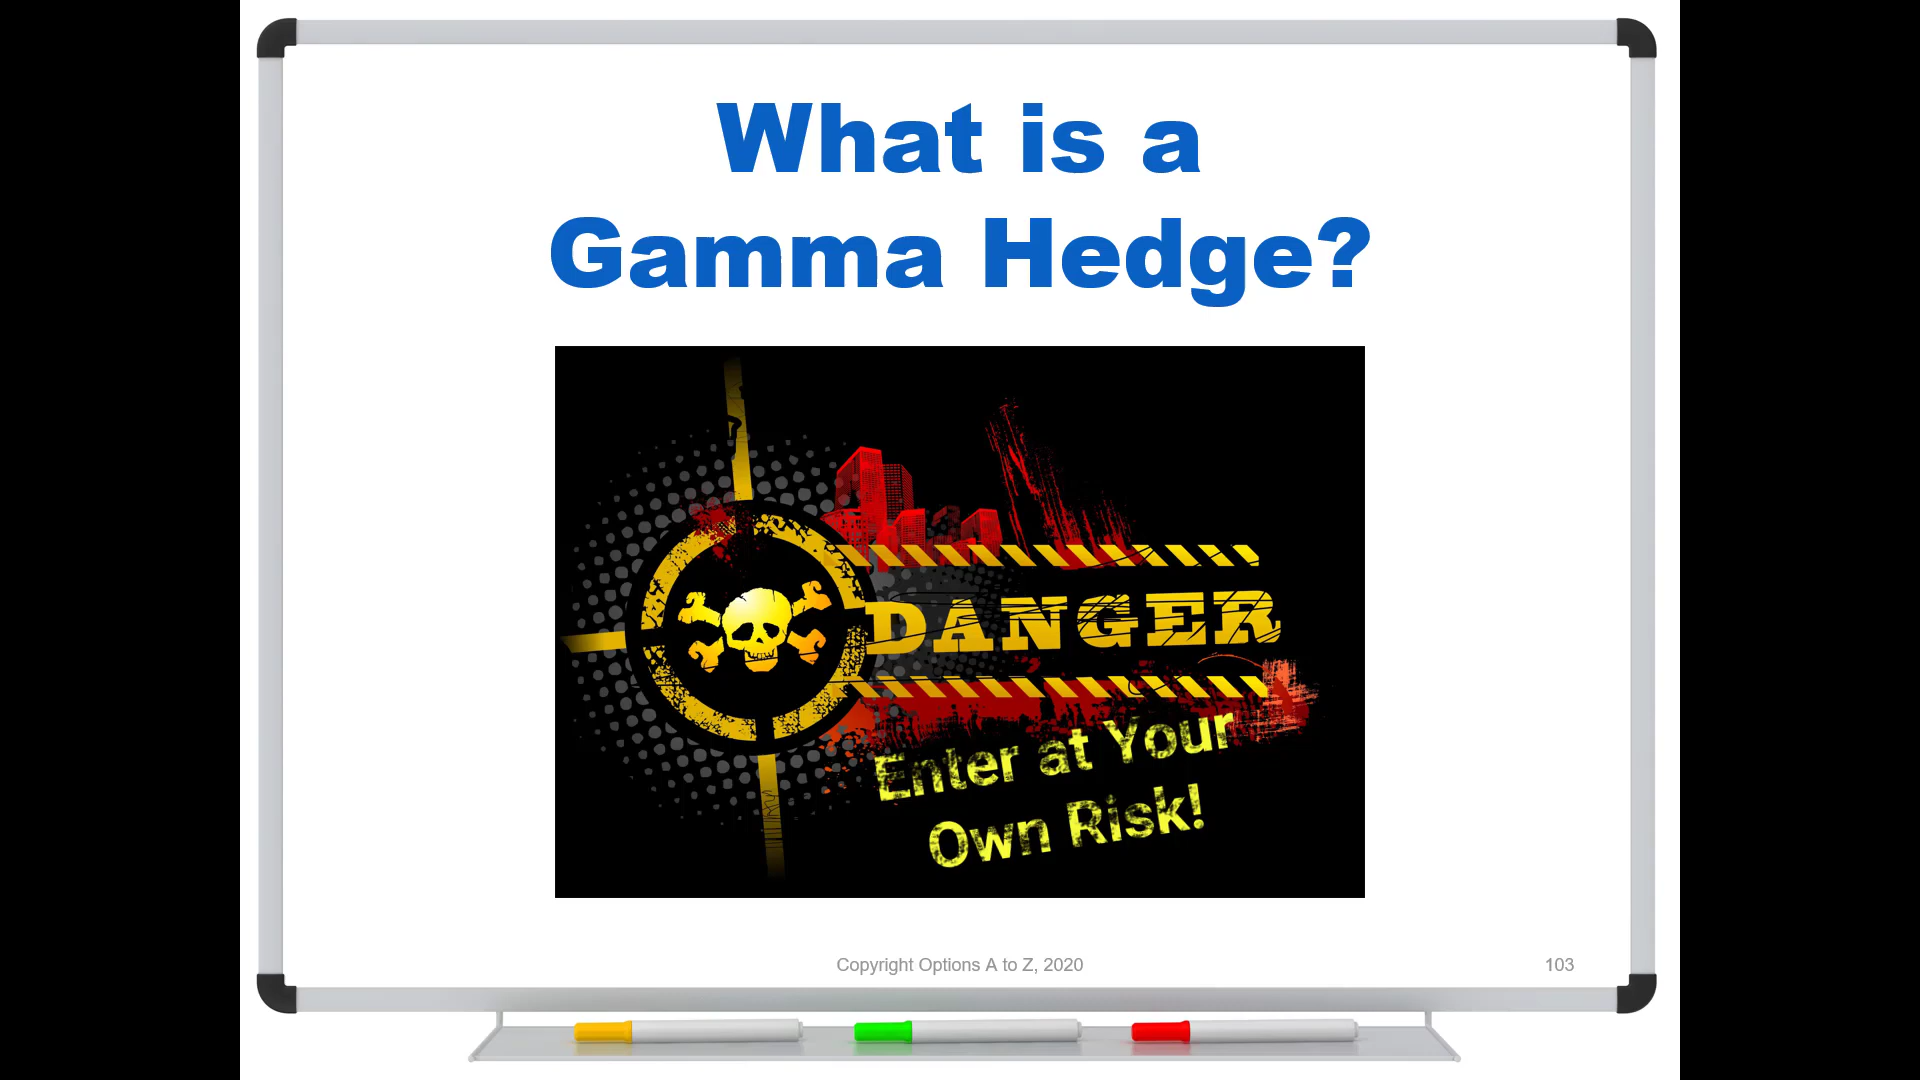 What is a
Gamma Hedge?
DANGER
Enter at Your
Own Risk!
Copyright Options A to Z, 2020
103